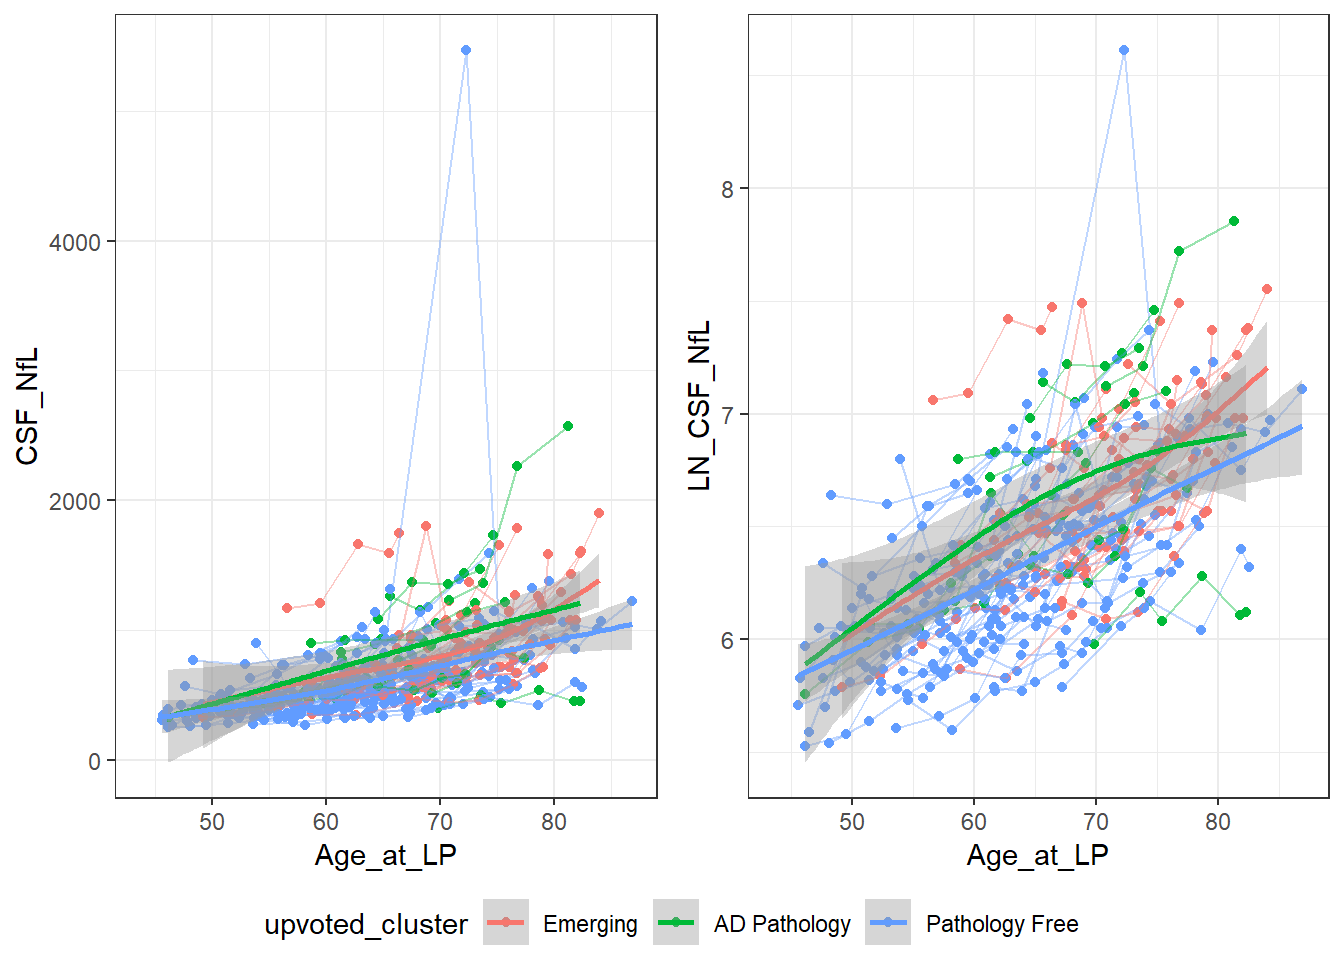 CSF_NfL
4000
2000
0
50 60 70 80
Age_at_LP
LN_CSF_NfL
8
7
6
50 60 70 80
Age_at_LP
upvoted_cluster Emerging AD Pathology Pathology Free